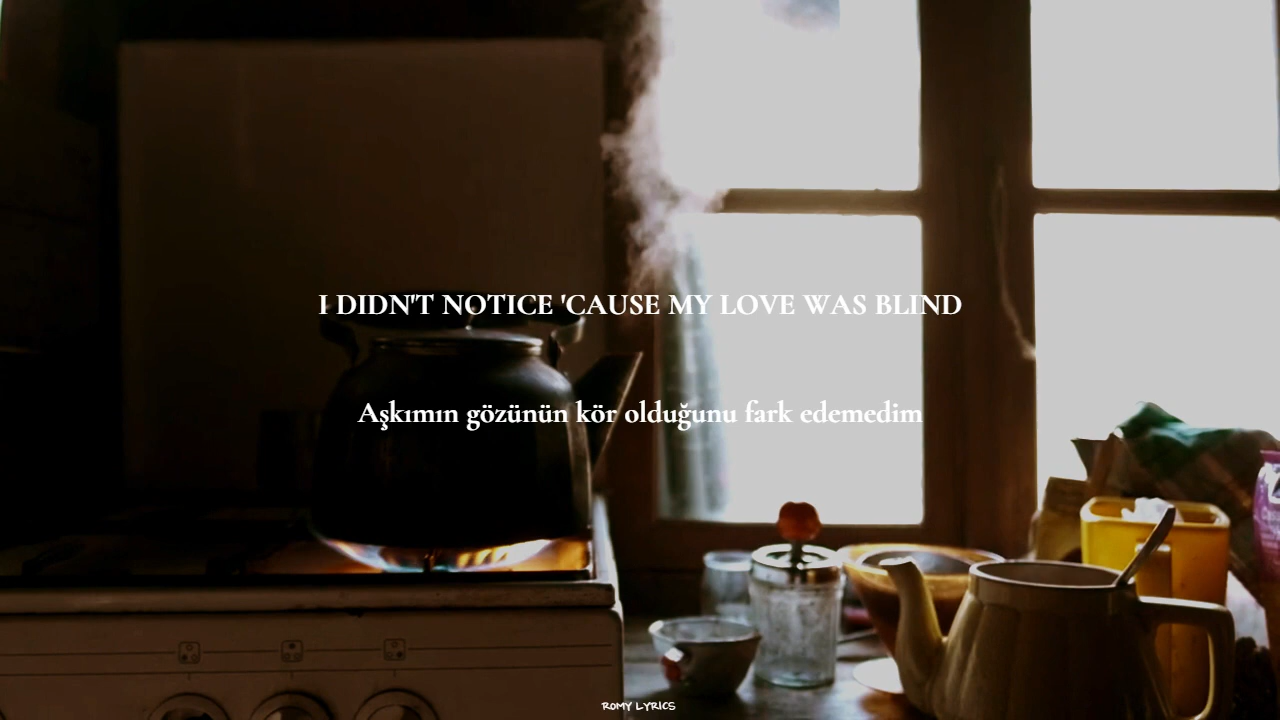 I DIDN'T NOTICE 'CAUSE MY LOVE WAS BLIND
Aşkımın gözünün kör olduğunu fark edemedim
ROMY LYRICS